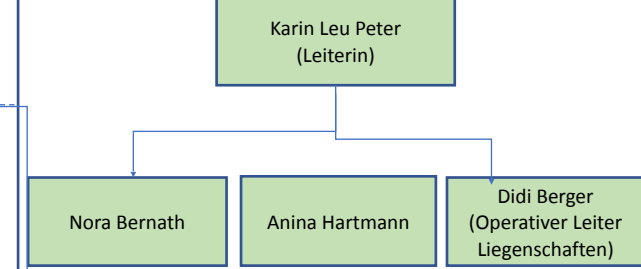 Karin Leu Peter
(Leiterin)
Nora Bernath
Anina Hartmann
Didi Berger
(Operativer Leiter
Liegenschaften)